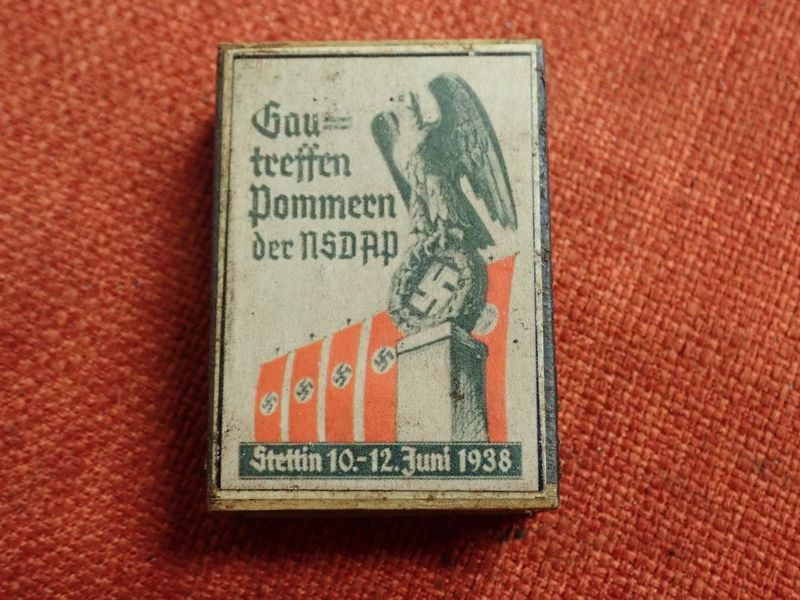 Gau=
treffen
Pommern
der NSDAP
Stettin 10.-12. Juni 1938